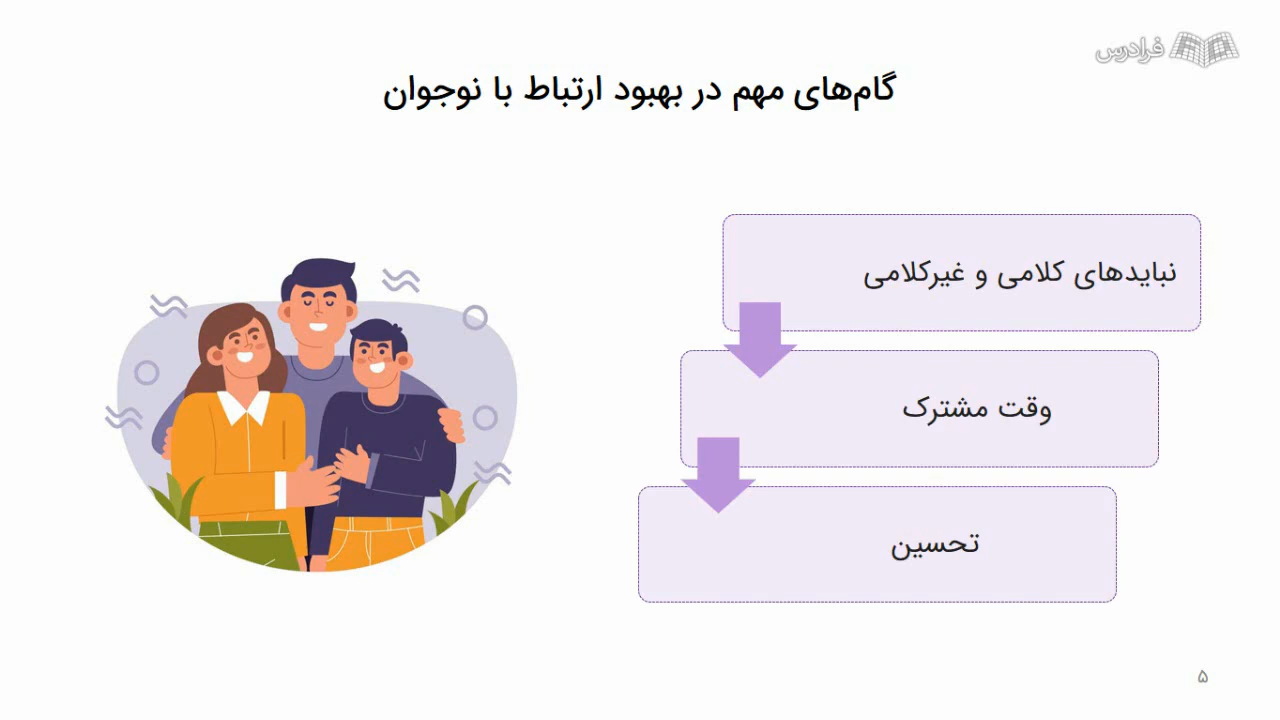 فرادرس
گام‌های مهم در بهبود ارتباط با نوجوان
نبایدهای کلامی و غیرکلامی
وقت مشترک
تحسین
۵